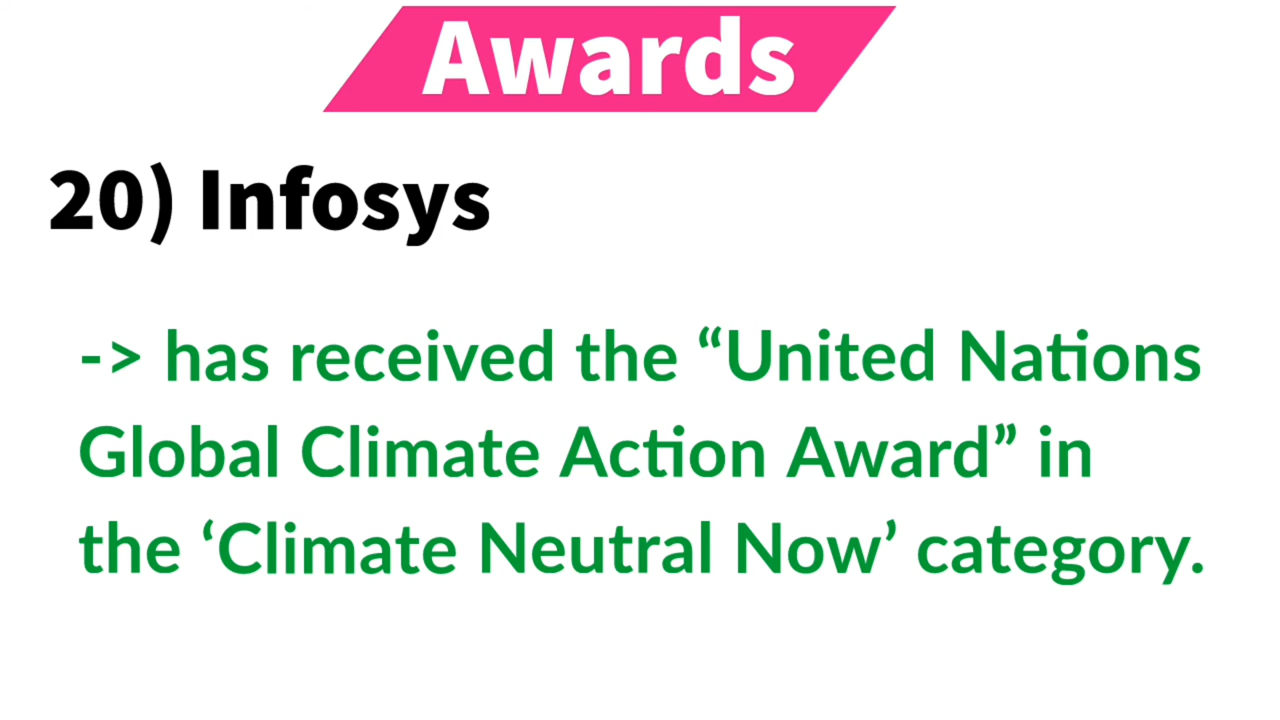 Awards
20) Infosys
-> has received the “United Nations
Global Climate Action Award” in
the ‘Climate Neutral Now’ category.